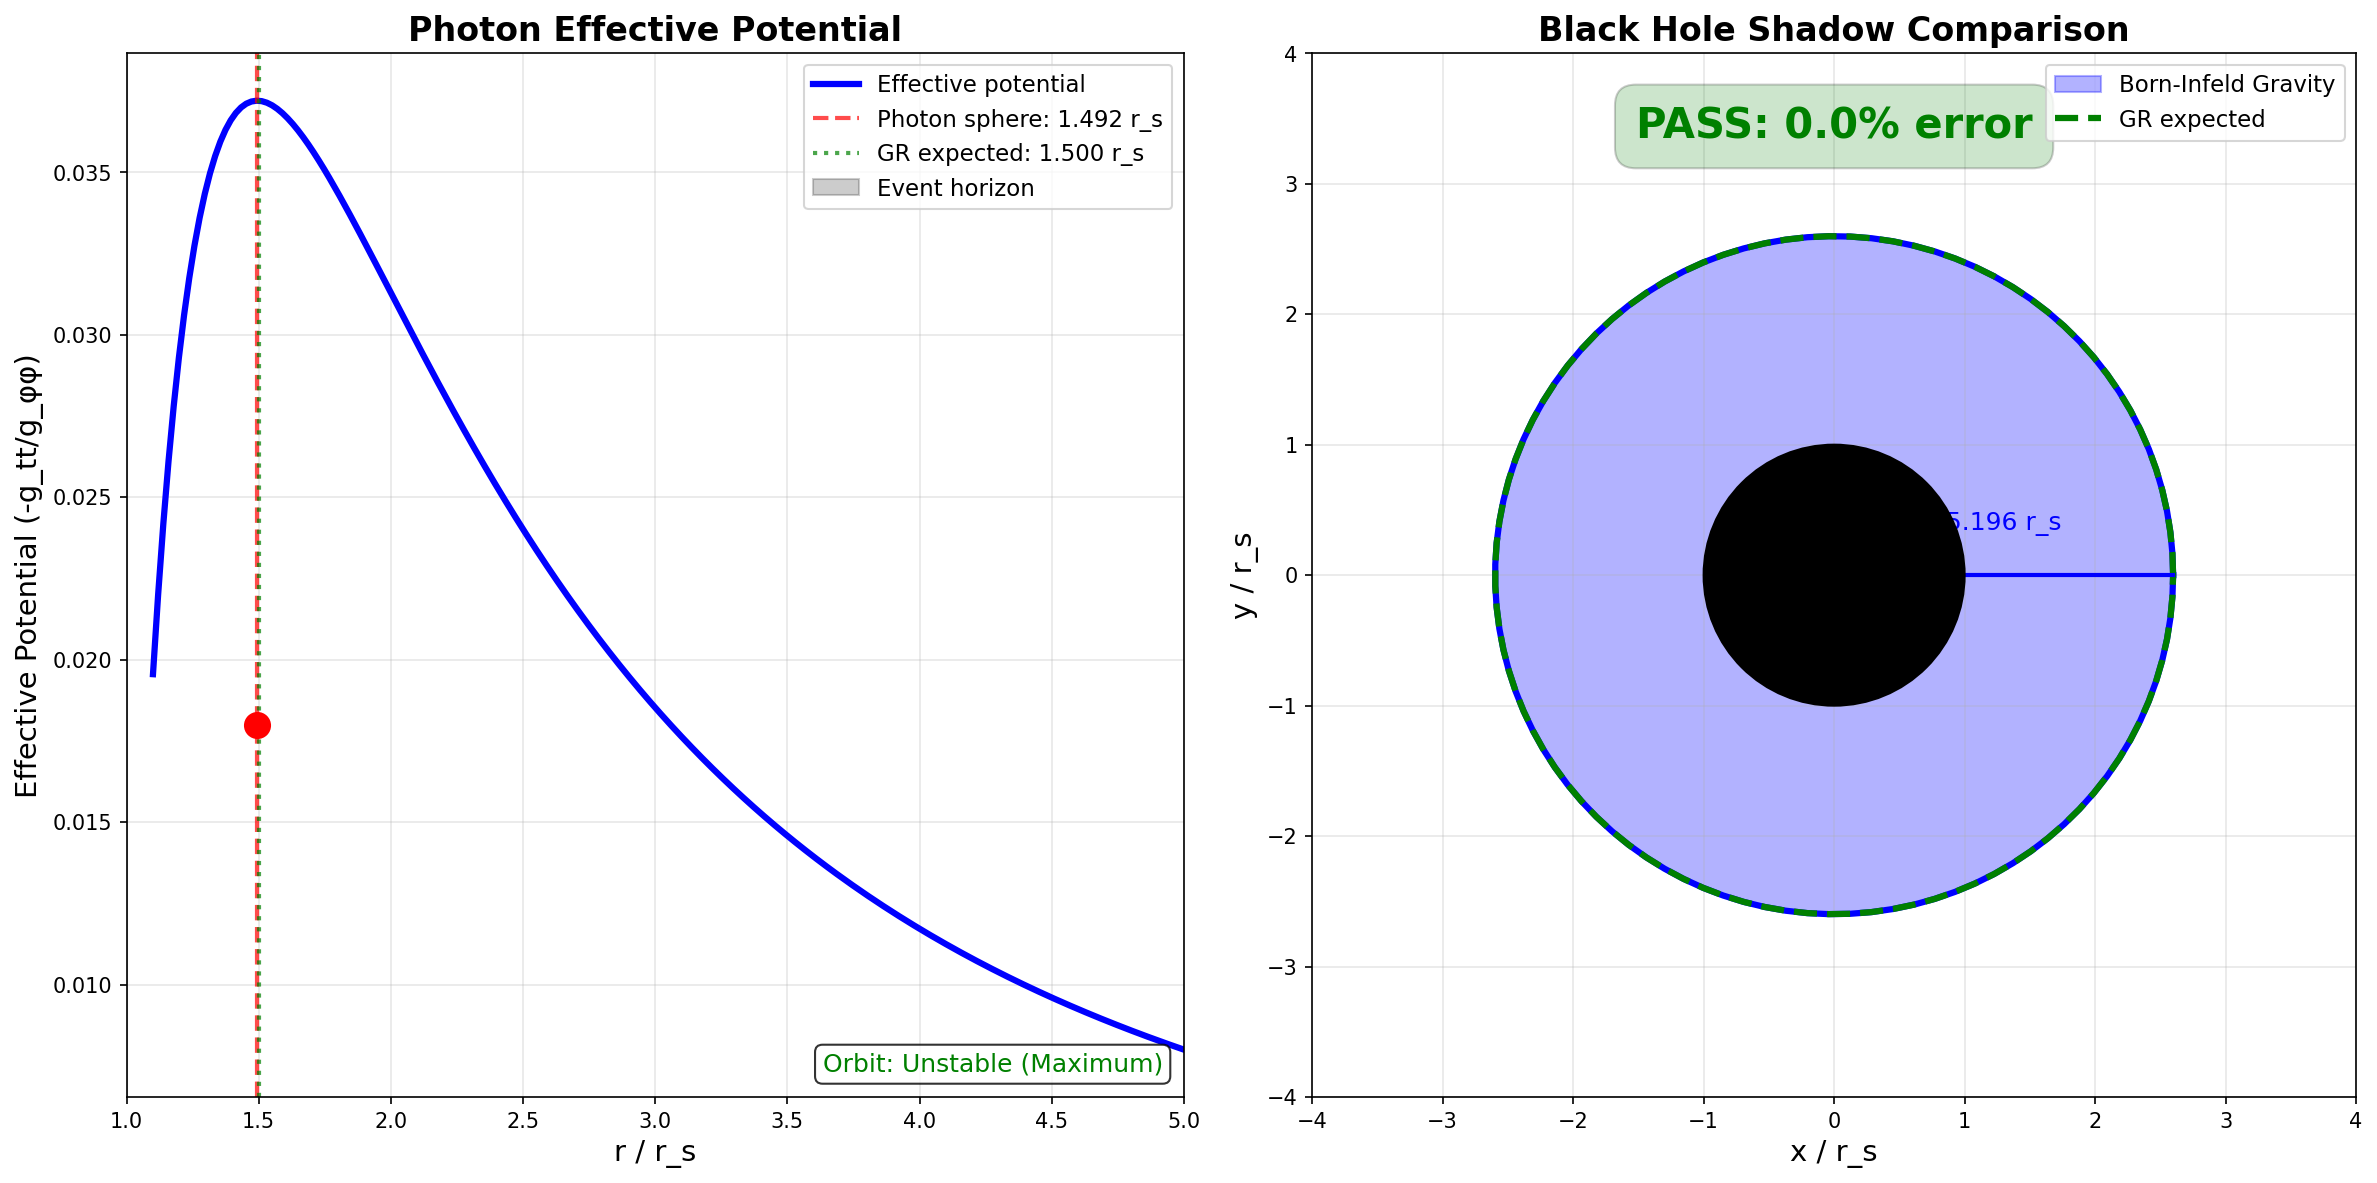 Photon Effective Potential
Effective Potential (-g_tt/g_φφ)
0.035
0.030
0.025
0.020
0.015
0.010
Effective potential
Photon sphere: 1.492 r_s
GR expected: 1.500 r_s
Event horizon
Orbit: Unstable (Maximum)
1.0 1.5 2.0 2.5 3.0 3.5 4.0 4.5 5.0
r / r_s
Black Hole Shadow Comparison
y / r_s
4
3
2
1
0
−1
−2
−3
−4
PASS: 0.0% error
Born-Infeld Gravity
GR expected
5.196 r_s
−4 −3 −2 −1 0 1 2 3 4
x / r_s